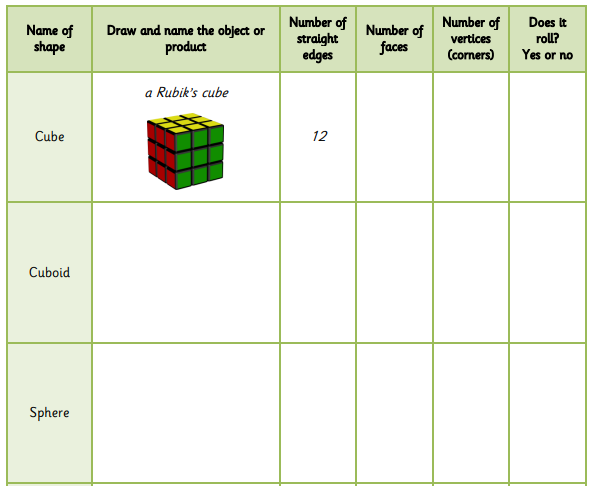 Name of
shape
Draw and name the object or
product
Number of
straight
edges
Number of
faces
Number of
vertices
(corners)
Does it
roll?
Yes or no
Cube
a Rubik's cube
12
Cuboid
Sphere